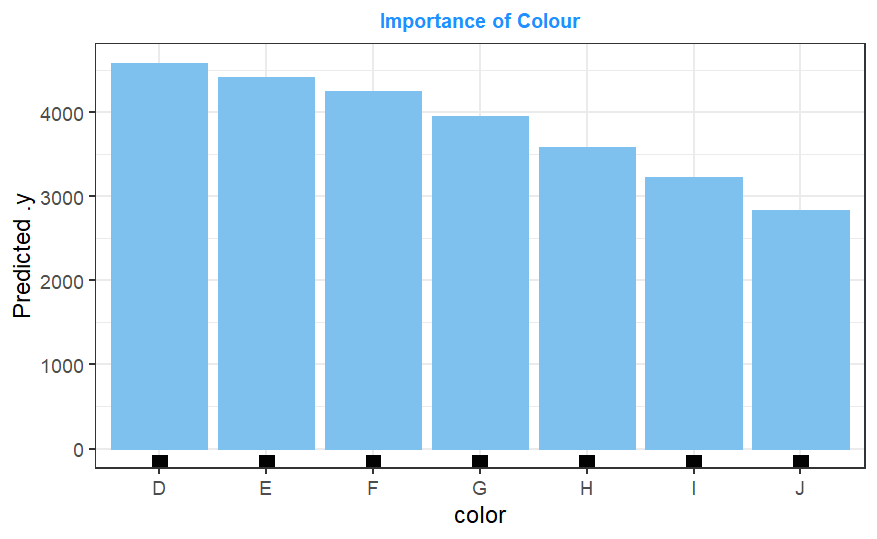 Importance of Colour
Predicted .y
4000
3000
2000
1000
0
D E F G H I J
color